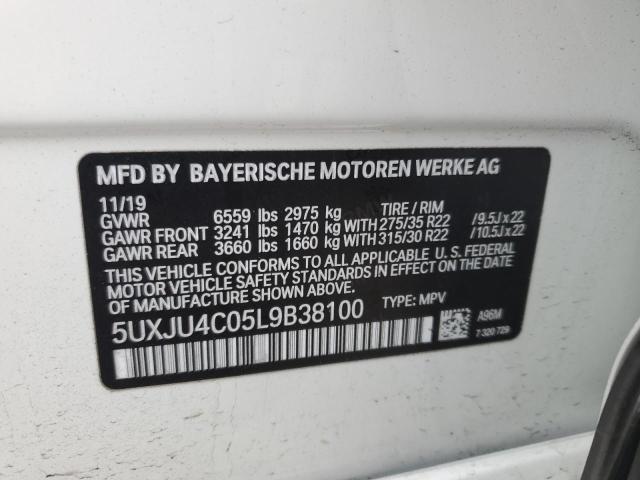 MFD BY BAYERISCHE MOTOREN WERKE AG
11/19 TIRE / RIM
GVWR 6559 lbs 2975 kg
GAWR FRONT 3241 lbs 1470 kg WITH 275/35 R22 /9.5J x 22
GAWR REAR 3660 lbs 1660 kg WITH 315/30 R22 /10.5J x 22
THIS VEHICLE CONFORMS TO ALL APPLICABLE U. S. FEDERAL
MOTOR VEHICLE SAFETY STANDARDS IN EFFECT ON THE DATE OF
MANUFACTURE SHOWN ABOVE.
5UXJU4C05L9B38100 TYPE: MPV
A96M
7 320 729